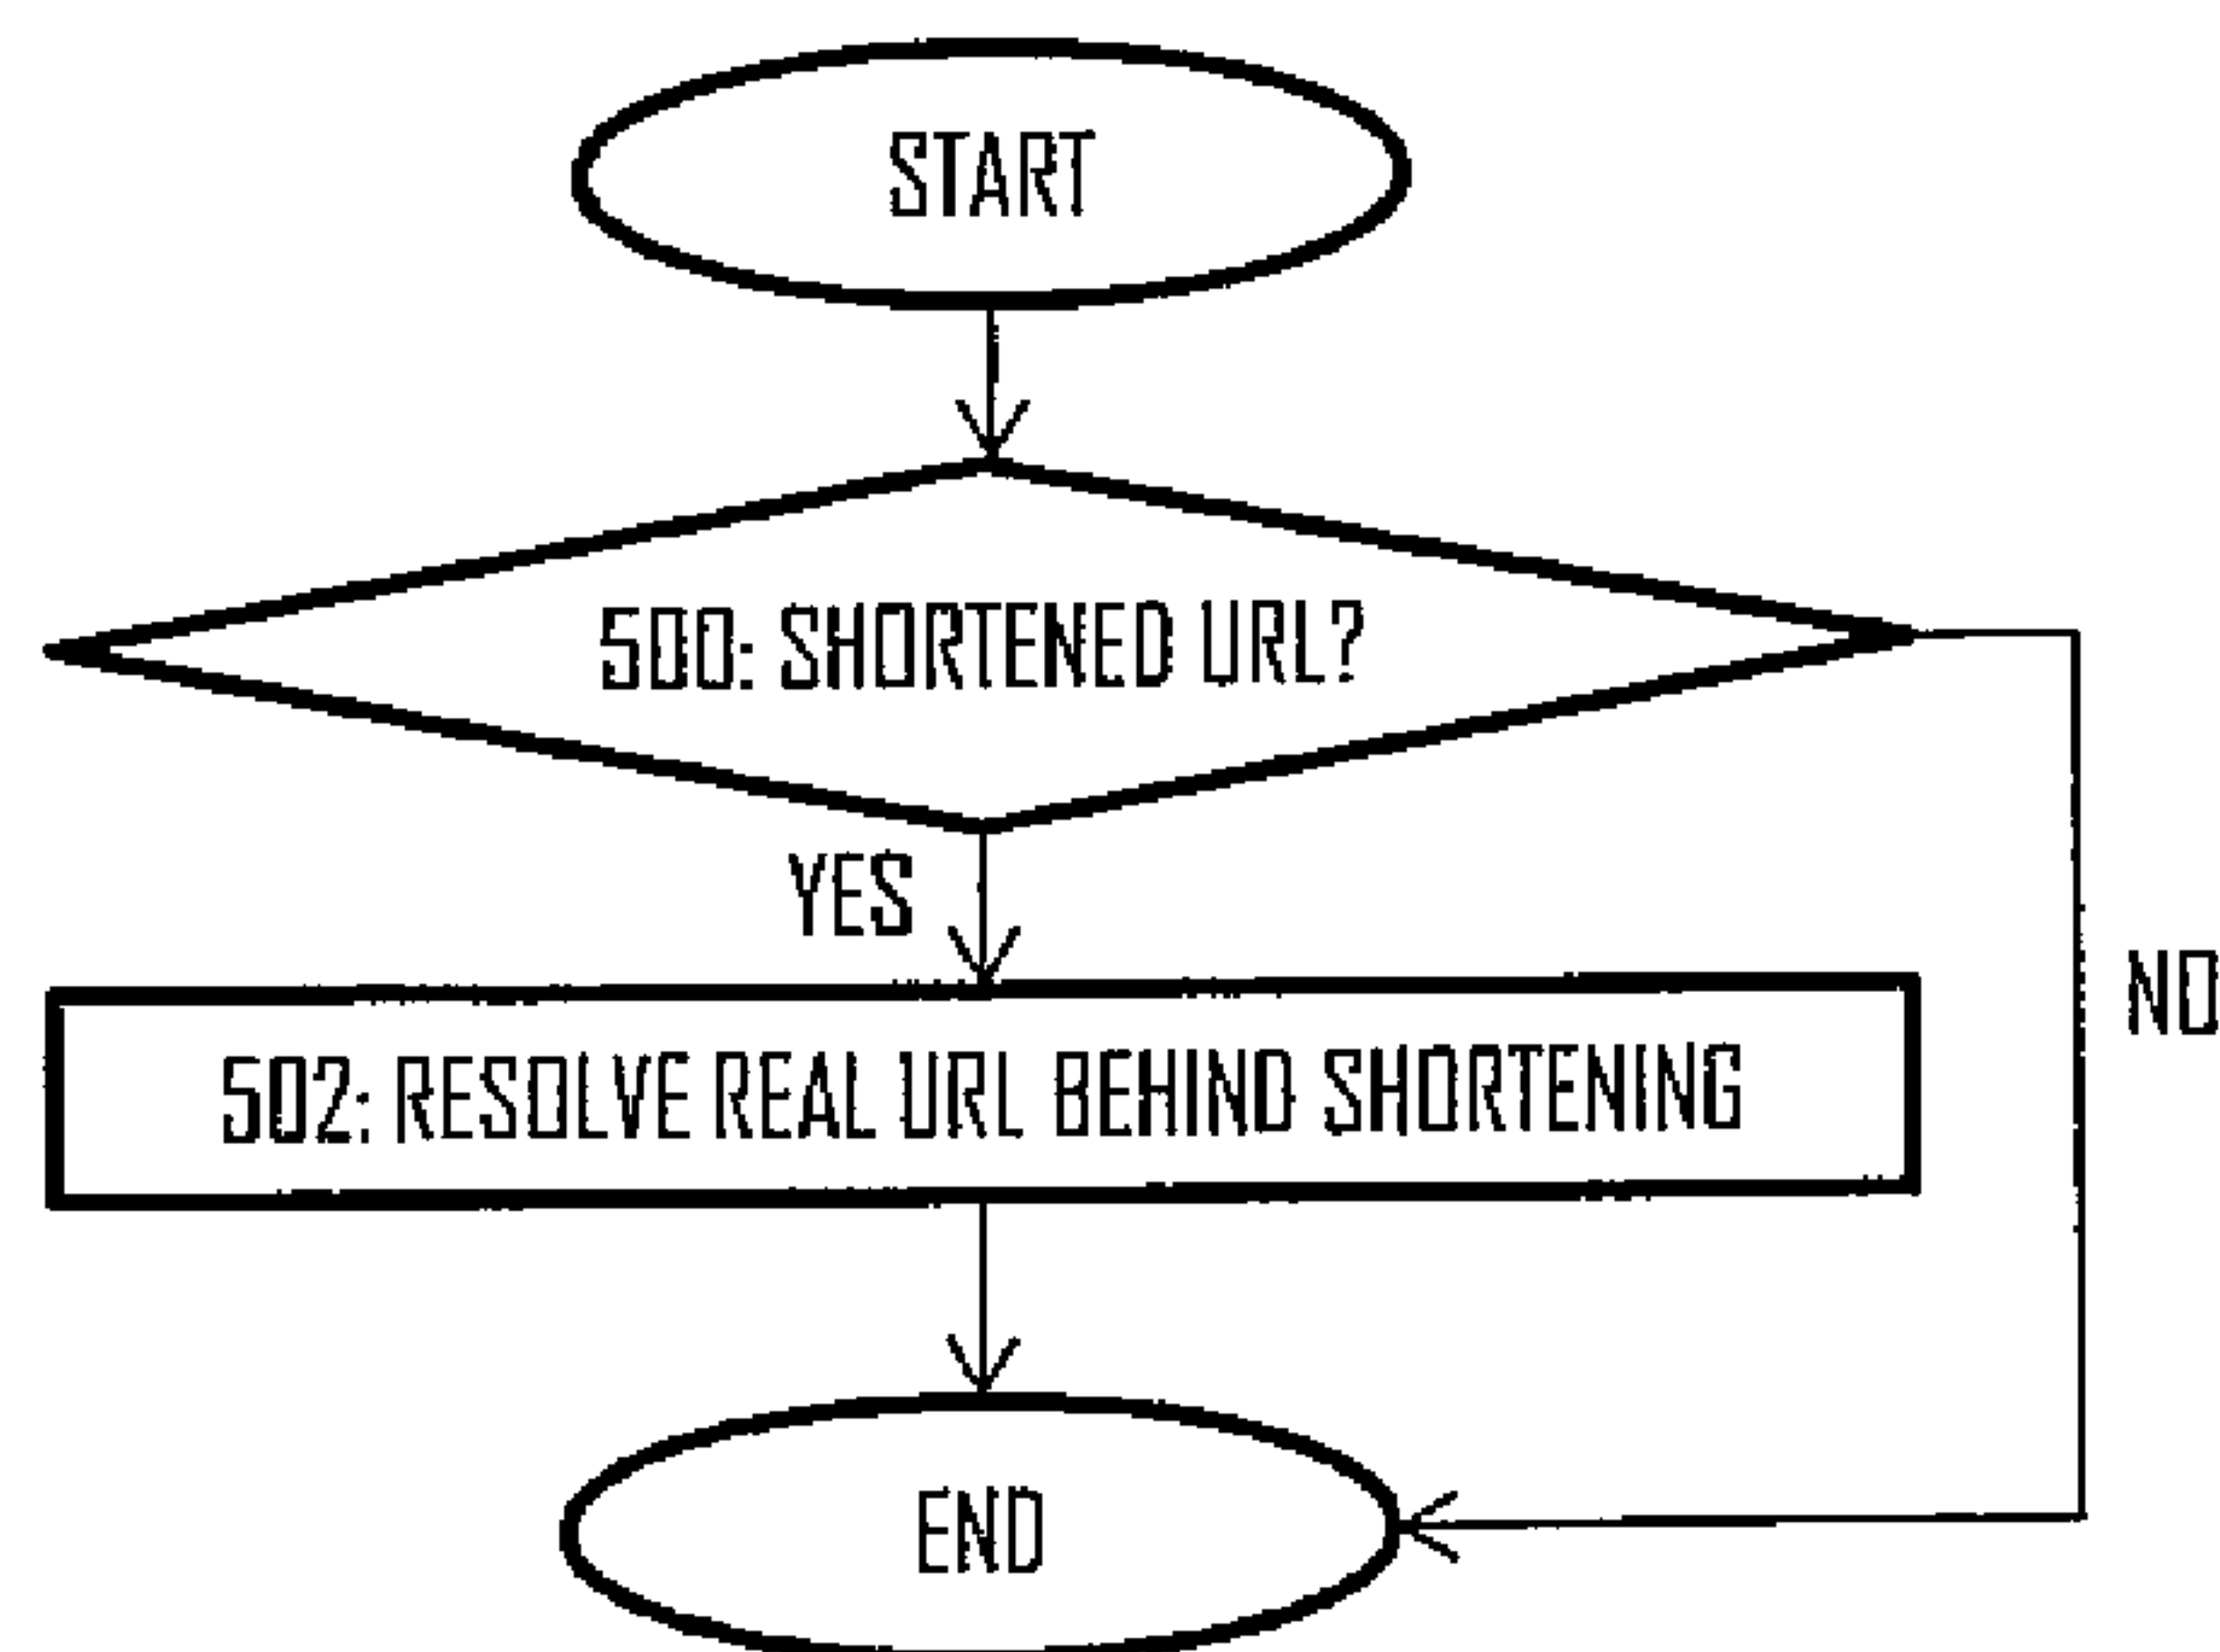 START
500: SHORTENED URL?
YES
NO
502: RESOLVE REAL URL BEHIND SHORTENING
END